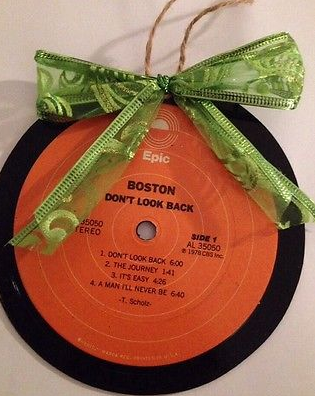 Epic
BOSTON
DON'T LOOK BACK
35050
TEREO
SIDE 1
AL 35050
℗ 1978 CBS Inc.
1. DON'T LOOK BACK 6:00
2. THE JOURNEY 1:41
3. IT'S EASY 4:26
4. A MAN I'LL NEVER BE 6:40
-T. Scholz-